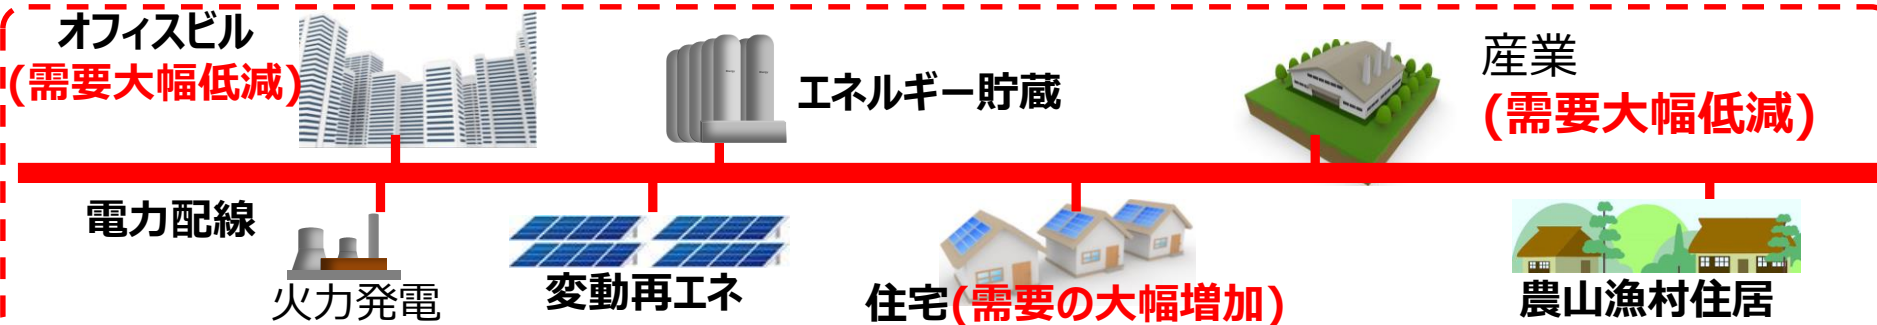 オフィスビル
(需要大幅低減)
エネルギー貯蔵
産業
(需要大幅低減)
電力配線
火力発電
変動再エネ
住宅(需要の大幅増加)
農山漁村住居